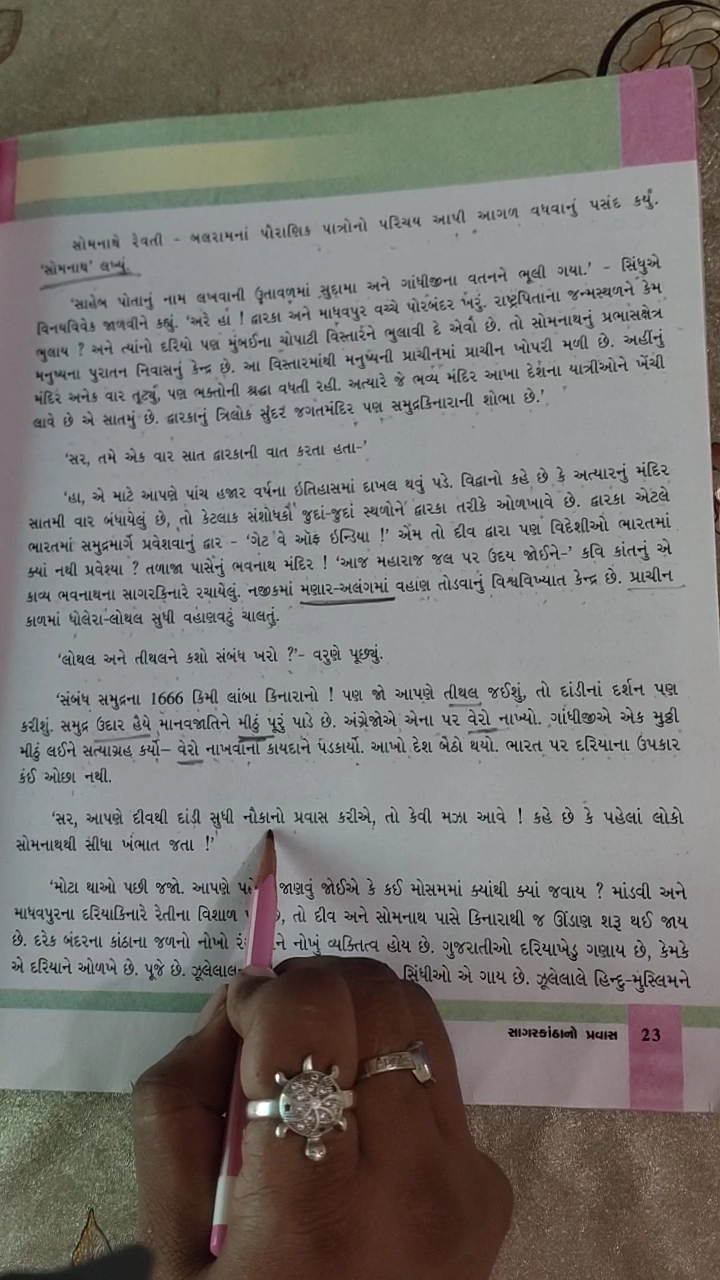 સોમનાથે રેવતી - બલરામનાં પૌરાણિક પાત્રોનો પરિચય આપી આગળ વધવાનું પસંદ કર્યું.
‘સોમનાથ’ લખ્યું.
‘સાહેબ પોતાનું નામ લખવાની ઉતાવળમાં સુદામા અને ગાંધીજીના વતનને ભૂલી ગયા.’ - સિંધુએ
વિનયવિવેક જાળવીને કહ્યું. ‘અરે હાં ! દ્વારકા અને માધવપુર વચ્ચે પોરબંદર ખરું. રાષ્ટ્રપિતાના જન્મસ્થળને કેમ
ભુલાય ? અને ત્યાંનો દરિયો પણ મુંબઈના ચોપાટી વિસ્તારને ભુલાવી દે એવો છે. તો સોમનાથનું પ્રભાસક્ષેત્ર
મનુષ્યના પુરાતન નિવાસનું કેન્દ્ર છે. આ વિસ્તારમાંથી મનુષ્યની પ્રાચીનમાં પ્રાચીન ખોપરી મળી છે. અહીંનું
મંદિર અનેક વાર તૂટ્યું, પણ ભક્તોની શ્રદ્ધા વધતી રહી. અત્યારે જે ભવ્ય મંદિર આખા દેશના યાત્રીઓને ખેંચી
લાવે છે એ સાતમું છે. દ્વારકાનું ત્રિલોક સુંદર જગતમંદિર પણ સમુદ્રકિનારાની શોભા છે.’
‘સર, તમે એક વાર સાત દ્વારકાની વાત કરતા હતા-’
‘હા, એ માટે આપણે પાંચ હજાર વર્ષના ઇતિહાસમાં દાખલ થવું પડે. વિદ્વાનો કહે છે કે અત્યારનું મંદિર
સાતમી વાર બંધાયેલું છે, તો કેટલાક સંશોધકો જુદાં-જુદાં સ્થળોને દ્વારકા તરીકે ઓળખાવે છે. દ્વારકા એટલે
ભારતમાં સમુદ્રમાર્ગે પ્રવેશવાનું દ્વાર - ‘ગેટ વે ઑફ ઇન્ડિયા !’ એમ તો દીવ દ્વારા પણ વિદેશીઓ ભારતમાં
ક્યાં નથી પ્રવેશ્યા ? તળાજા પાસેનું ભવનાથ મંદિર ! ‘આજ મહારાજ જલ પર ઉદય જોઈને-’ કવિ કાંતનું એ
કાવ્ય ભવનાથના સાગરકિનારે રચાયેલું. નજીકમાં મણાર-અલંગમાં વહાણ તોડવાનું વિશ્વવિખ્યાત કેન્દ્ર છે. પ્રાચીન
કાળમાં ધોલેરા-લોથલ સુધી વહાણવટું ચાલતું.
‘લોથલ અને તીથલને કશો સંબંધ ખરો ?’- વરુણે પૂછ્યું.
‘સંબંધ સમુદ્રના 1666 કિમી લાંબા કિનારાનો ! પણ જો આપણે તીથલ જઈશું, તો દાંડીનાં દર્શન પણ
કરીશું. સમુદ્ર ઉદાર હૈયે માનવજાતિને મીઠું પૂરું પાડે છે. અંગ્રેજોએ એના પર વેરો નાખ્યો. ગાંધીજીએ એક મુઠ્ઠી
મીઠું લઈને સત્યાગ્રહ કર્યો– વેરો નાખવાના કાયદાને પડકાર્યો. આખો દેશ બેઠો થયો. ભારત પર દરિયાના ઉપકાર
કંઈ ઓછા નથી.
‘સર, આપણે દીવથી દાંડી સુધી નૌકાનો પ્રવાસ કરીએ, તો કેવી મઝા આવે ! કહે છે કે પહેલાં લોકો
સોમનાથથી સીધા ખંભાત જતા !’
‘મોટા થાઓ પછી જજો. આપણે જાણવું જોઈએ કે કઈ મોસમમાં ક્યાંથી ક્યાં જવાય ? માંડવી અને
માધવપુરના દરિયાકિનારે રેતીના વિશાળ તો દીવ અને સોમનાથ પાસે કિનારાથી જ ઊંડાણ શરૂ થઈ જાય
છે. દરેક બંદરના કાંઠાના જળનો નોખો નોખું વ્યક્તિત્વ હોય છે. ગુજરાતીઓ દરિયાખેડુ ગણાય છે, કેમકે
એ દરિયાને ઓળખે છે. પૂજે છે. સિંધીઓ એ ગાય છે. ઝૂલેલાલે હિન્દુ-મુસ્લિમને
સાગરકાંઠાનો પ્રવાસ 23